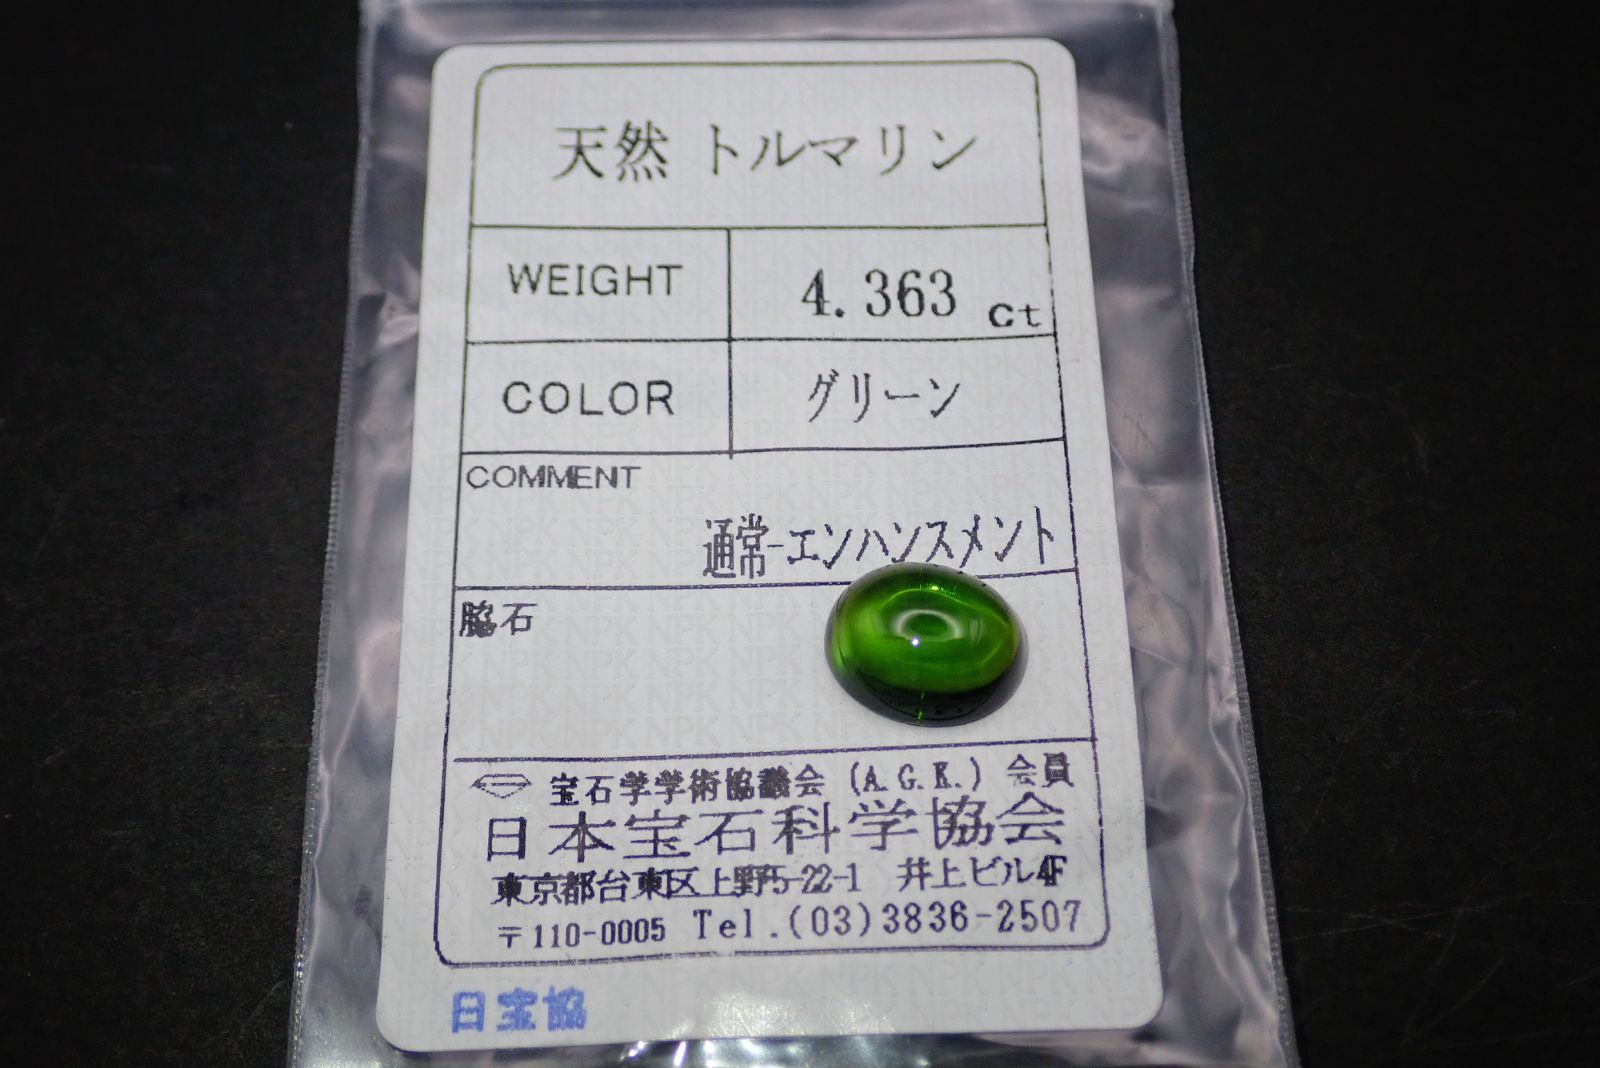 天然 トルマリン
WEIGHT 4.363 ct
COLOR グリーン
COMMENT
通常-エンハンスメント
脇石
宝石学学術協議会 (A.G.K.) 会員
日本宝石科学協会
東京都台東区上野5-22-1 井上ビル4F
〒110-0005 Tel.(03)3836-2507
日宝協